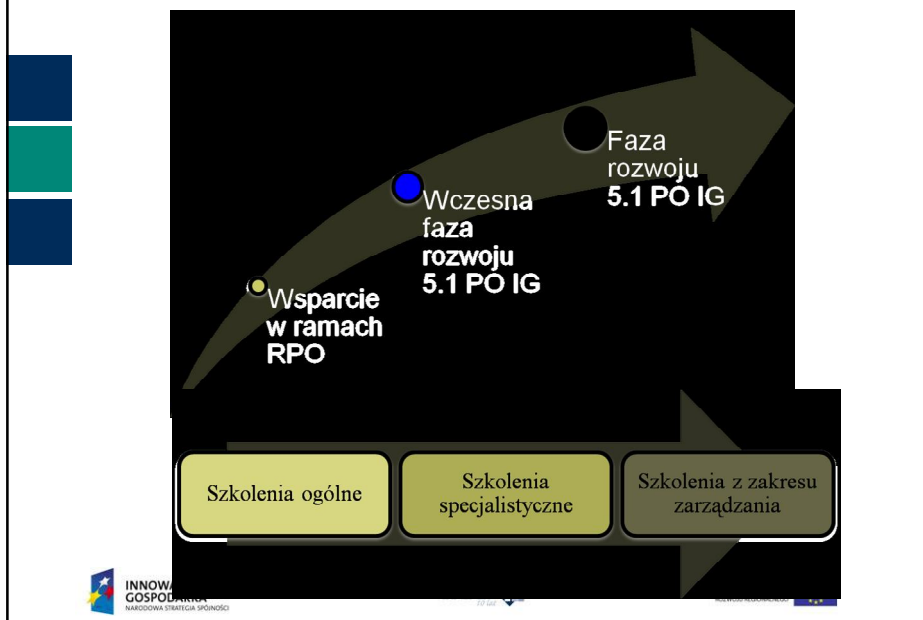 Faza
rozwoju
5.1 PO IG
Wczesna
faza
rozwoju
5.1 PO IG
Wsparcie
w ramach
RPO
Szkolenia ogólne
Szkolenia
specjalistyczne
Szkolenia z zakresu
zarządzania
GOSPODARKA
NARODOWA STRATEGIA SPÓJNOŚCI